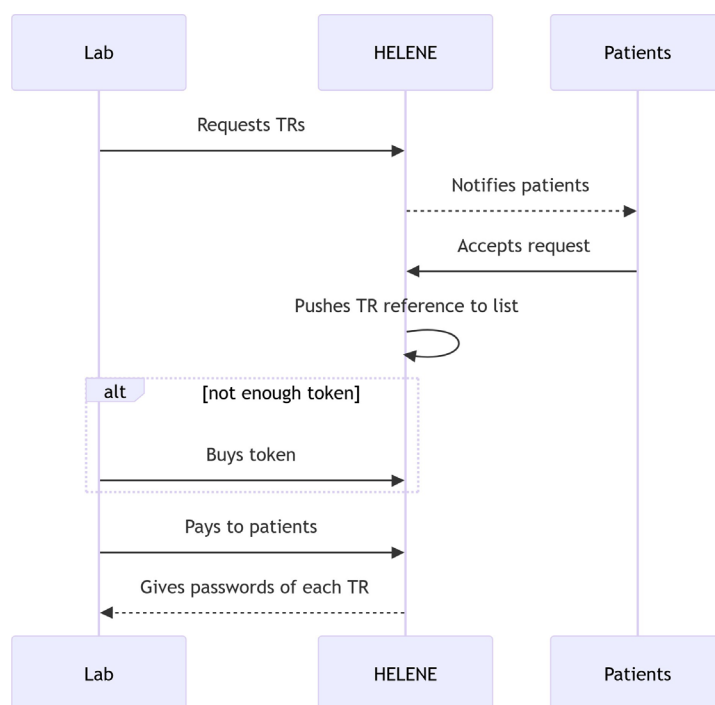 Lab
HELENE
Patients
Requests TRs
Notifies patients
Accepts request
Pushes TR reference to list
alt
[not enough token]
Buys token
Pays to patients
Gives passwords of each TR
Lab
HELENE
Patients